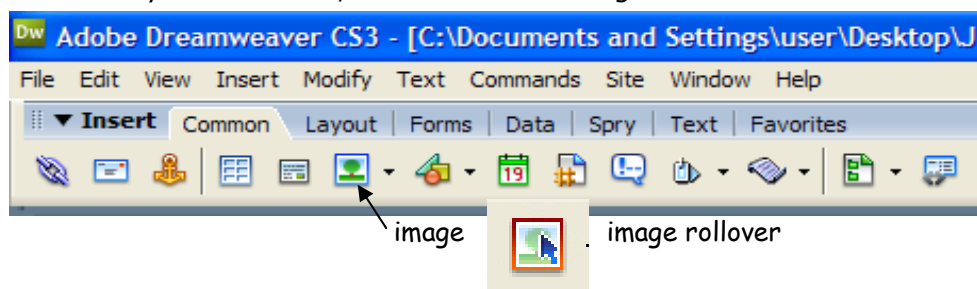 Dw Adobe Dreamweaver CS3 - [C:\Documents and Settings\user\Desktop\J
File Edit View Insert Modify Text Commands Site Window Help
▼ Insert Common Layout | Forms | Data | Spry | Text | Favorites
19
image . image rollover